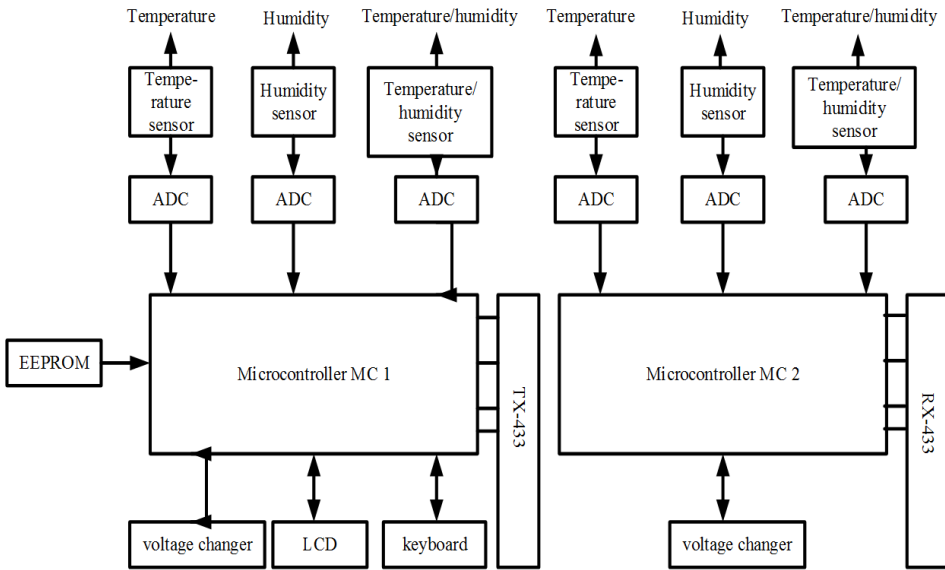 Temperature
Humidity
Temperature/humidity
Temperature
Humidity
Temperature/humidity
Tempe-
rature
sensor
Humidity
sensor
Temperature/
humidity
sensor
Tempe-
rature
sensor
Humidity
sensor
Temperature/
humidity
sensor
ADC
ADC
ADC
ADC
ADC
ADC
EEPROM
Microcontroller MC 1
TX-433
Microcontroller MC 2
RX-433
voltage changer
LCD
keyboard
voltage changer